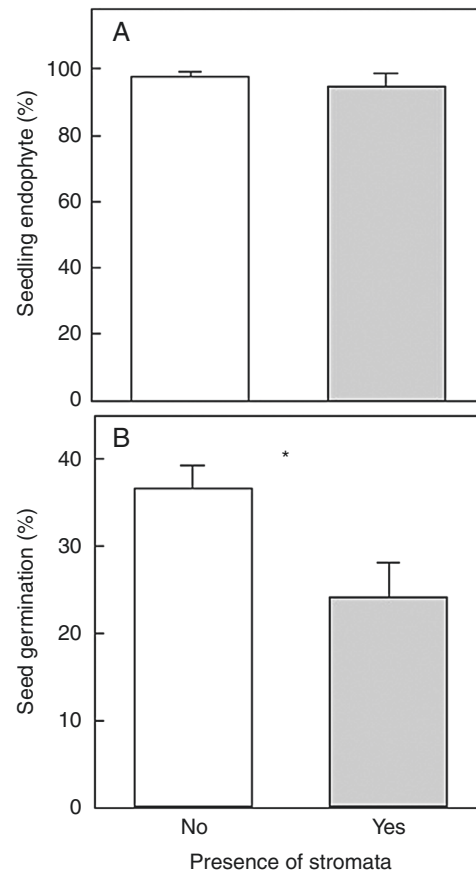 A
Seedling endophyte (%)
100
80
60
40
20
0
B
*
Seed germination (%)
40
30
20
10
0
No Yes
Presence of stromata